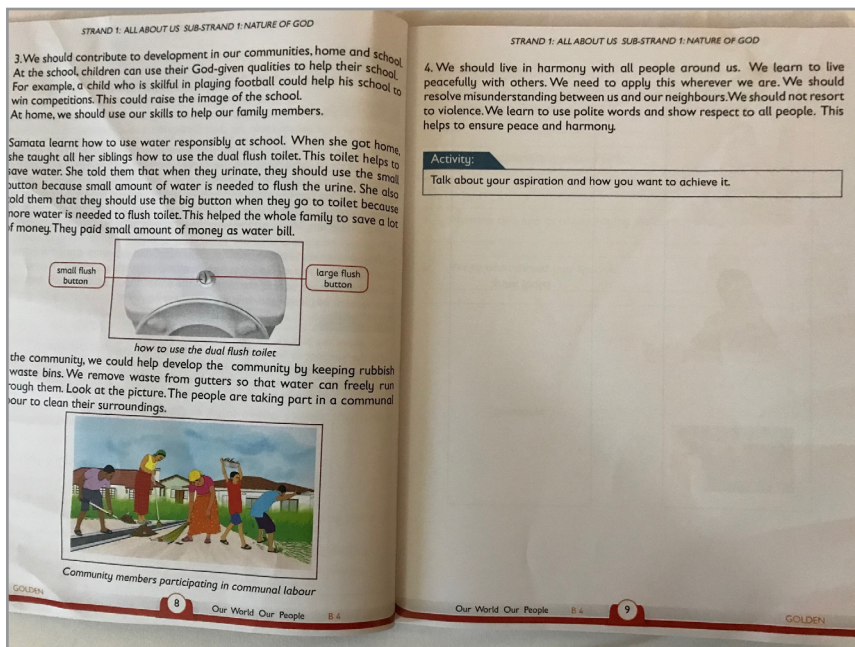 STRAND 1: ALL ABOUT US SUB-STRAND 1: NATURE OF GOD
3.We should contribute to development in our communities, home and school.
At the school, children can use their God-given qualities to help their school.
For example, a child who is skilful in playing football could help his school to
win competitions. This could raise the image of the school.
At home, we should use our skills to help our family members.
Samata learnt how to use water responsibly at school. When she got home,
she taught all her siblings how to use the dual flush toilet. This toilet helps to
save water. She told them that when they urinate, they should use the small
button because small amount of water is needed to flush the urine. She also
told them that they should use the big button when they go to toilet because
more water is needed to flush toilet. This helped the whole family to save a lot
of money. They paid small amount of money as water bill.
small flush
button
large flush
button
how to use the dual flush toilet
the community, we could help develop the community by keeping rubbish
waste bins. We remove waste from gutters so that water can freely run
rough them. Look at the picture. The people are taking part in a communal
our to clean their surroundings.
Community members participating in communal labour
GOLDEN
8
Our World Our People
B 4
STRAND 1: ALL ABOUT US SUB-STRAND 1: NATURE OF GOD
4. We should live in harmony with all people around us. We learn to live
peacefully with others. We need to apply this wherever we are. We should
resolve misunderstanding between us and our neighbours. We should not resort
to violence. We learn to use polite words and show respect to all people. This
helps to ensure peace and harmony.
Activity:
Talk about your aspiration and how you want to achieve it.
Our World Our People
B 4
9
GOLDEN